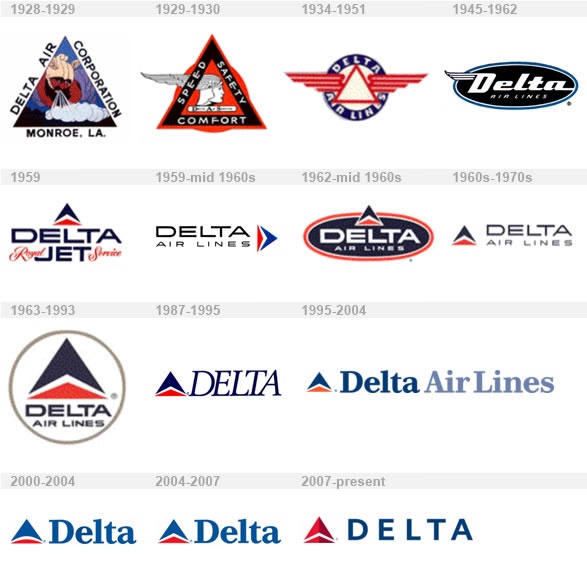 1928-1929
1929-1930
1934-1951
1945-1962
DELTA AIR CORPORATION
MONROE, LA.
SPEED SAFETY
DELTA AIR SERVICE
COMFORT
DELTA
AIR LINES
Delta
AIR LINES
®
1959
1959-mid 1960s
1962-mid 1960s
1960s-1970s
DELTA
Royal JET Service
DELTA
AIR LINES
DELTA
AIR LINES
®
DELTA
AIR LINES
1963-1993
1987-1995
1995-2004
DELTA
®
AIR LINES
DELTA
Delta Air Lines
2000-2004
2004-2007
2007-present
Delta
Delta
DELTA